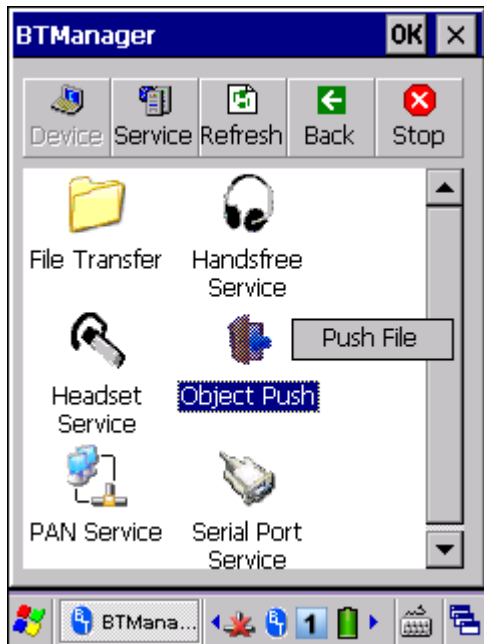 BTManager OK
Device Service Refresh Back Stop
File Transfer
Handsfree
Service
Push File
Headset
Service
Object Push
PAN Service
Serial Port
Service
BTMana... 1